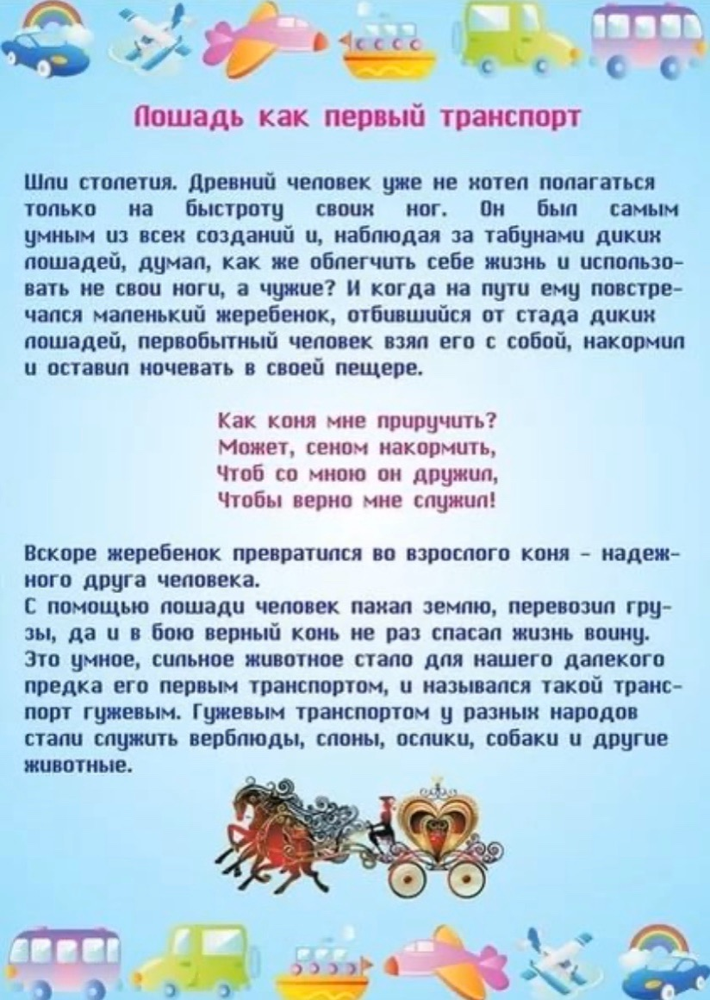 Лошадь как первый транспорт
Шли столетия. Древний человек уже не хотел полагаться
только на быстроту своих ног. Он был самым
умным из всех созданий и, наблюдая за табунами диких
лошадей, думал, как же облегчить себе жизнь и использо-
вать не свои ноги, а чужие? И когда на пути ему повстре-
чался маленький жеребенок, отбившийся от стада диких
лошадей, первобытный человек взял его с собой, накормил
и оставил ночевать в своей пещере.
Как коня мне приручить?
Может, сеном накормить,
Чтоб со мною он дружил,
Чтобы верно мне служил!
Вскоре жеребенок превратился во взрослого коня – надеж-
ного друга человека.
С помощью лошади человек пахал землю, перевозил гру-
зы, да и в бою верный конь не раз спасал жизнь воину.
Это умное, сильное животное стало для нашего далекого
предка его первым транспортом, и назывался такой транс-
порт гужевым. Гужевым транспортом у разных народов
стали служить верблюды, слоны, ослики, собаки и другие
животные.